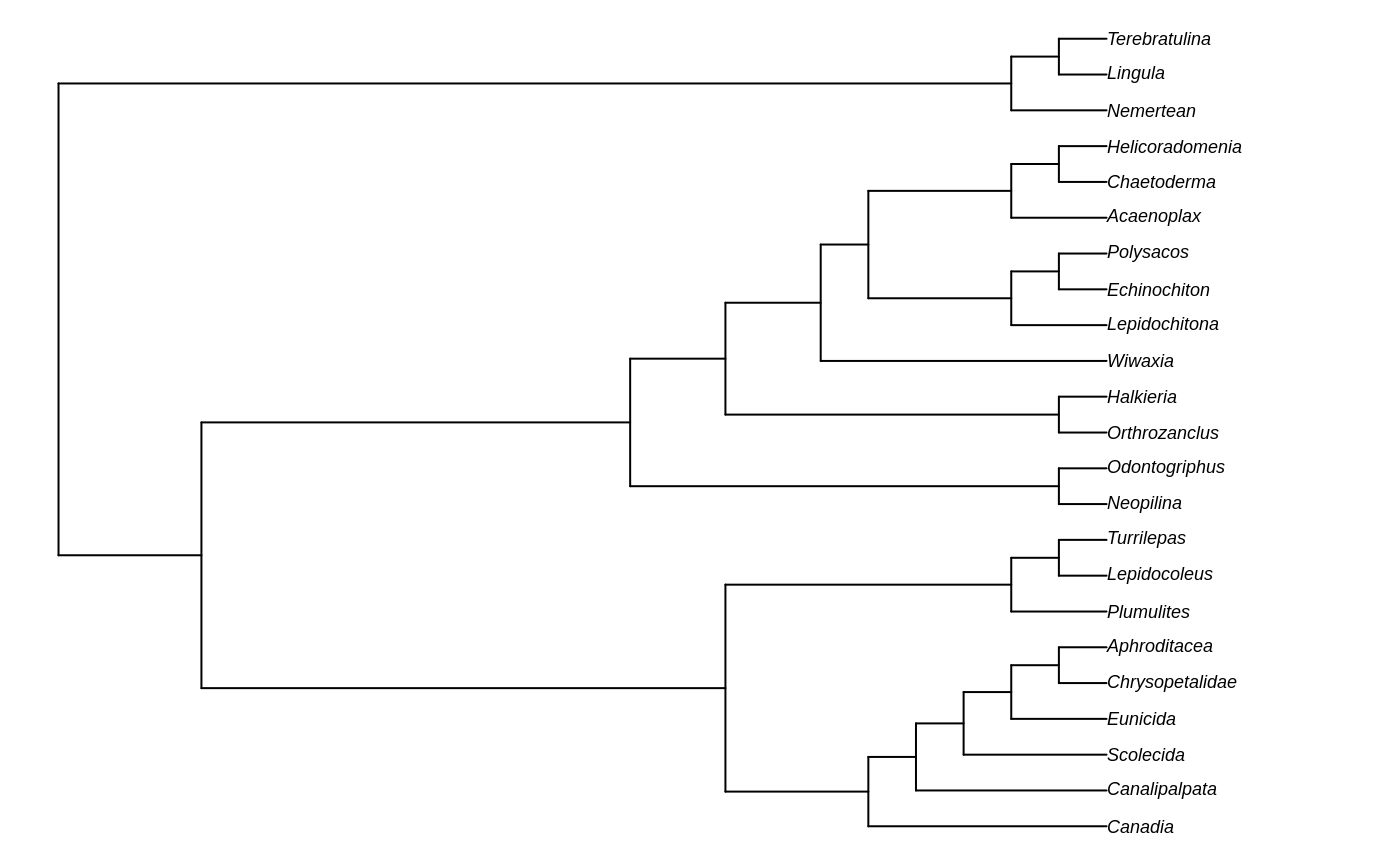 Terebratulina
Lingula
Nemertean
Helicoradomenia
Chaetoderma
Acaenoplax
Polysacos
Echinochiton
Lepidochitona
Wiwaxia
Halkieria
Orthrozanclus
Odontogriphus
Neopilina
Turrilepas
Lepidocoleus
Plumulites
Aphroditacea
Chrysopetalidae
Eunicida
Scolecida
Canalipalpata
Canadia